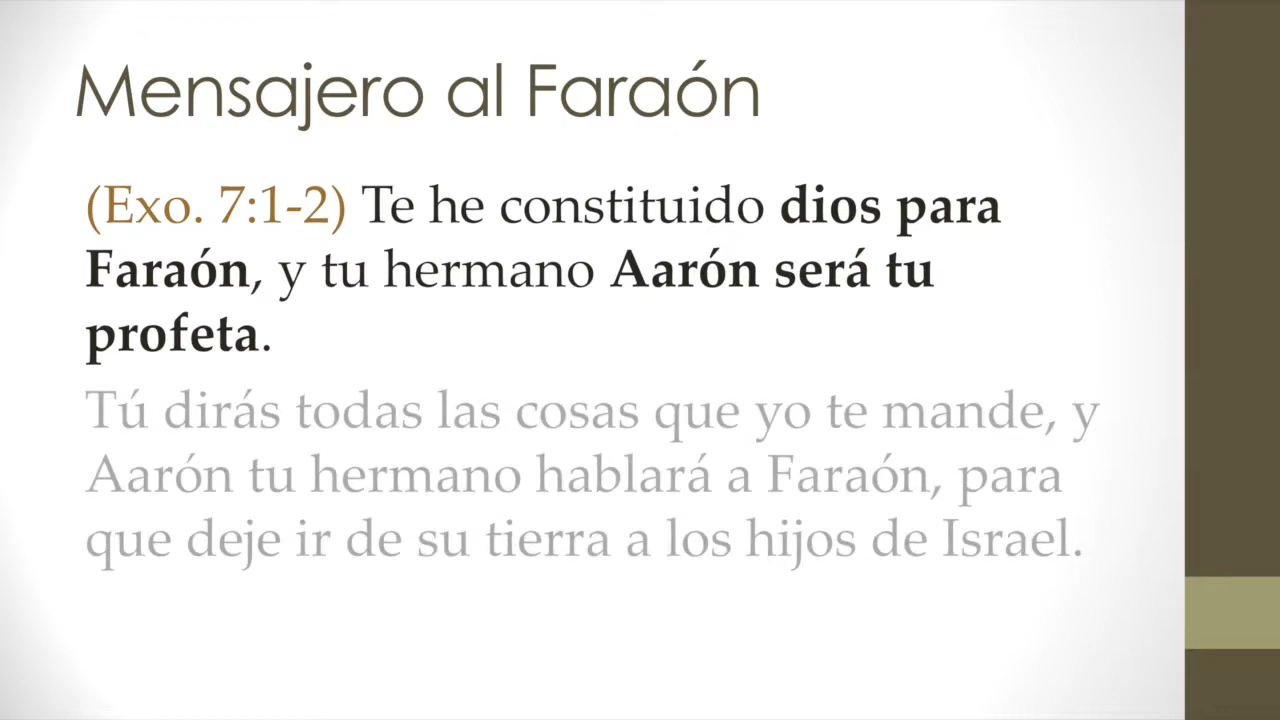 Mensajero al Faraón
(Exo. 7:1-2) Te he constituido dios para
Faraón, y tu hermano Aarón será tu
profeta.
Tú dirás todas las cosas que yo te mande, y
Aarón tu hermano hablará a Faraón, para
que deje ir de su tierra a los hijos de Israel.